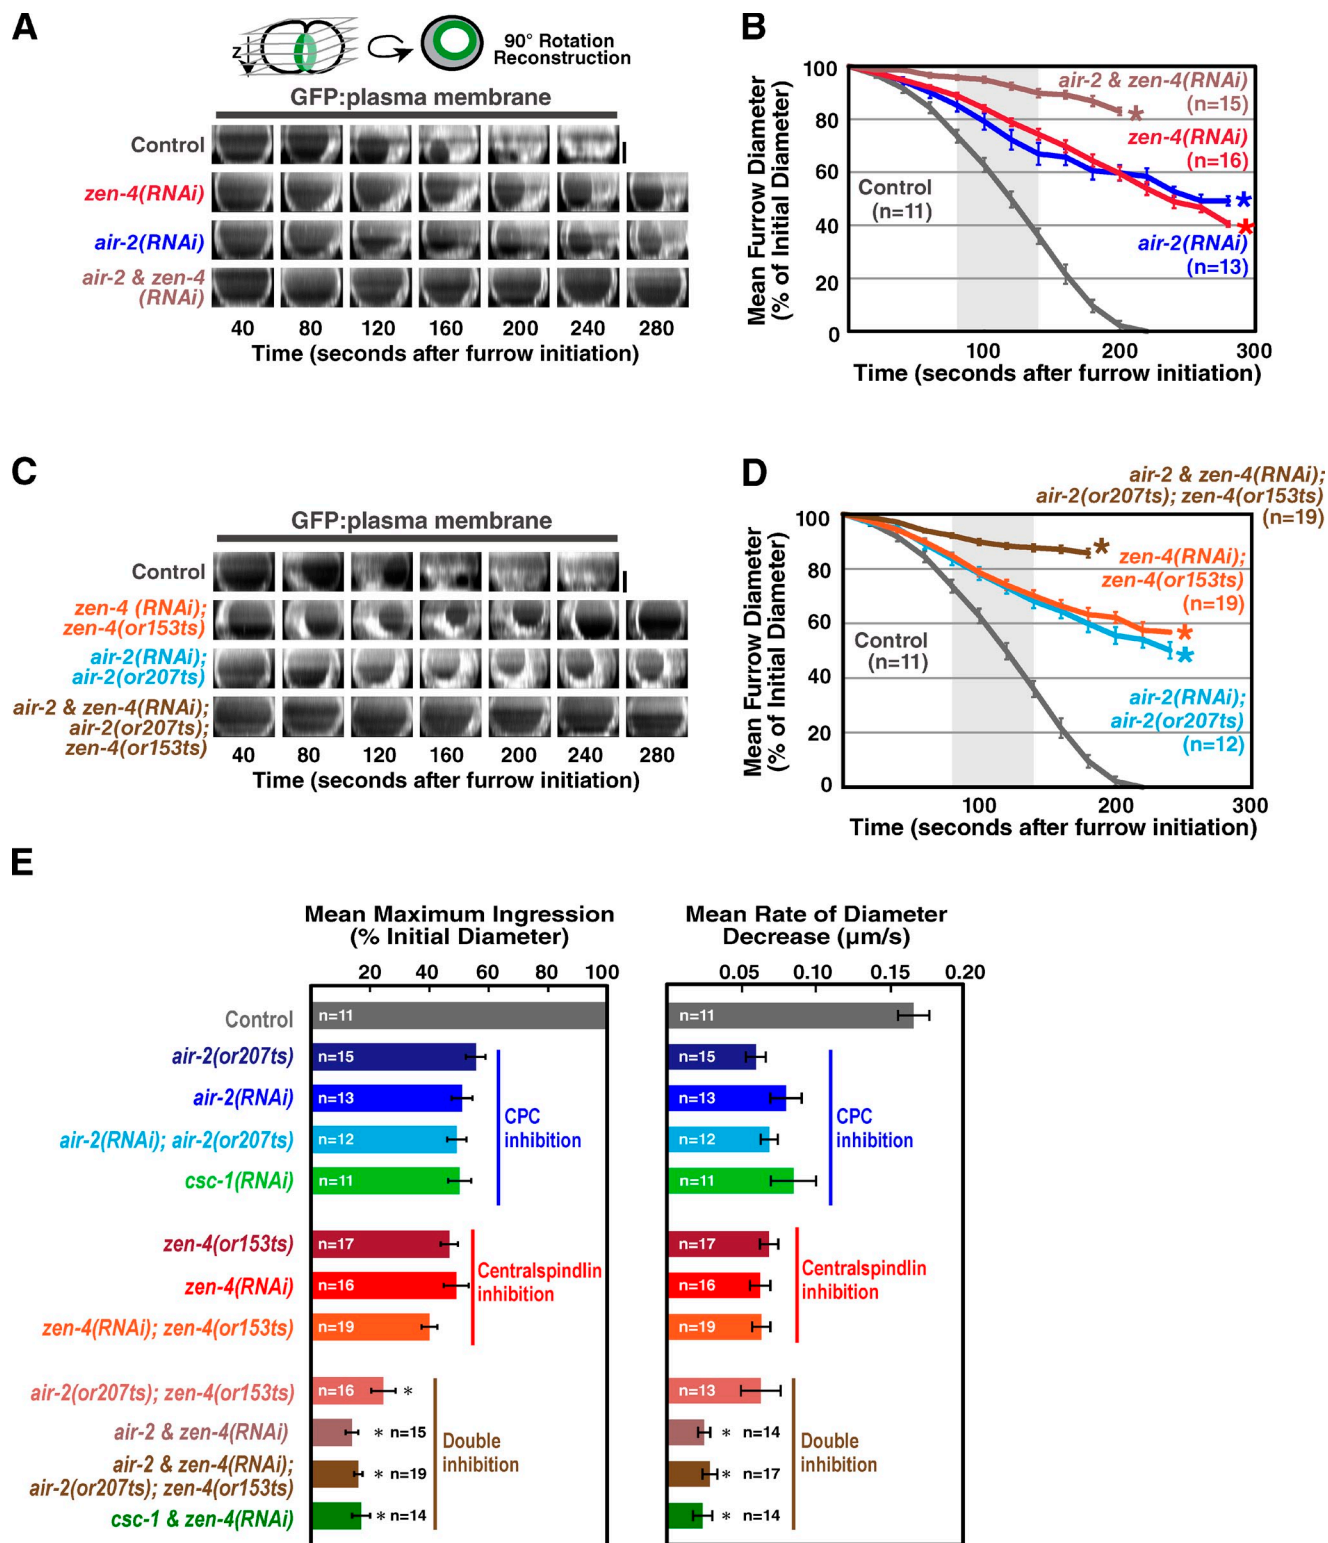 A
z
90° Rotation
Reconstruction
GFP:plasma membrane
Control
zen-4(RNAi)
air-2(RNAi)
air-2 & zen-4
(RNAi)
40 80 120 160 200 240 280
Time (seconds after furrow initiation)
B
Mean Furrow Diameter
(% of Initial Diameter)
100
80
60
40
20
0
air-2 & zen-4(RNAi)
(n=15)
*
zen-4(RNAi)
(n=16)
Control
(n=11)
*
*
air-2(RNAi)
(n=13)
100 200 300
Time (seconds after furrow initiation)
C
GFP:plasma membrane
Control
zen-4 (RNAi);
zen-4(or153ts)
air-2(RNAi);
air-2(or207ts)
air-2 & zen-4(RNAi);
air-2(or207ts);
zen-4(or153ts)
40 80 120 160 200 240 280
Time (seconds after furrow initiation)
D
Mean Furrow Diameter
(% of Initial Diameter)
100
80
60
40
20
0
air-2 & zen-4(RNAi);
air-2(or207ts); zen-4(or153ts)
(n=19)
*
zen-4(RNAi);
zen-4(or153ts)
(n=19)
Control
(n=11)
*
*
air-2(RNAi);
air-2(or207ts)
(n=12)
100 200 300
Time (seconds after furrow initiation)
E
Mean Maximum Ingression
(% Initial Diameter)
20 40 60 80 100
Control n=11
air-2(or207ts) n=15
air-2(RNAi) n=13
air-2(RNAi); air-2(or207ts) n=12
csc-1(RNAi) n=11
CPC
inhibition
zen-4(or153ts) n=17
zen-4(RNAi) n=16
zen-4(RNAi); zen-4(or153ts) n=19
Centralspindlin
inhibition
air-2(or207ts); zen-4(or153ts) n=16 *
air-2 & zen-4(RNAi) * n=15
air-2 & zen-4(RNAi);
air-2(or207ts); zen-4(or153ts) * n=19
csc-1 & zen-4(RNAi) * n=14
Double
inhibition
Mean Rate of Diameter
Decrease (µm/s)
0.05 0.10 0.15 0.20
n=11
n=15
n=13
n=12
n=11
CPC
inhibition
n=17
n=16
n=19
Centralspindlin
inhibition
n=13
* n=14
* n=17
* n=14
Double
inhibition